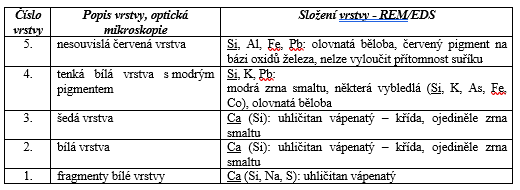 Číslo vrstvy
Popis vrstvy, optická mikroskopie
Složení vrstvy - REM/EDS
5.
nesouvislá červená vrstva
Si, Al, Fe, Pb: olovnatá běloba, červený pigment na
bázi oxidů železa, nelze vyloučit přítomnost suříku
4.
tenká bílá vrstva s modrým
pigmentem
Si, K, Pb:
modrá zrna smaltu, některá vybledlá (Si, K, As, Fe,
Co), olovnatá běloba
3.
šedá vrstva
Ca (Si): uhličitan vápenatý – křída, ojediněle zrna
smaltu
2.
bílá vrstva
Ca (Si): uhličitan vápenatý – křída, ojediněle zrna
smaltu
1.
fragmenty bílé vrstvy
Ca (Si, Na, S): uhličitan vápenatý